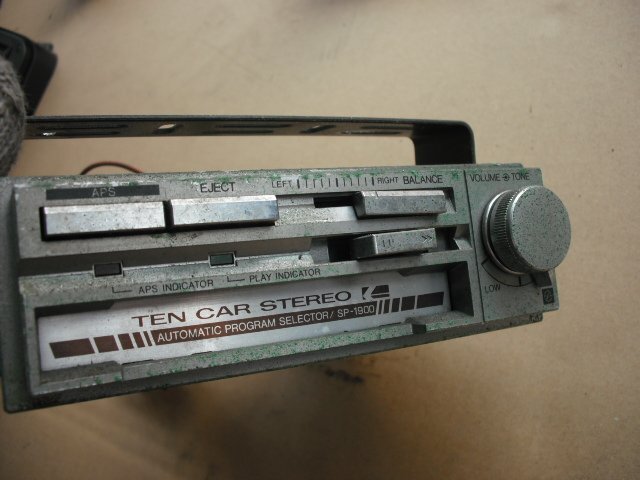 APS
EJECT
LEFT RIGHT BALANCE
VOLUME TONE
APS INDICATOR PLAY INDICATOR
LOW
TEN CAR STEREO
AUTOMATIC PROGRAM SELECTOR/ SP-1900